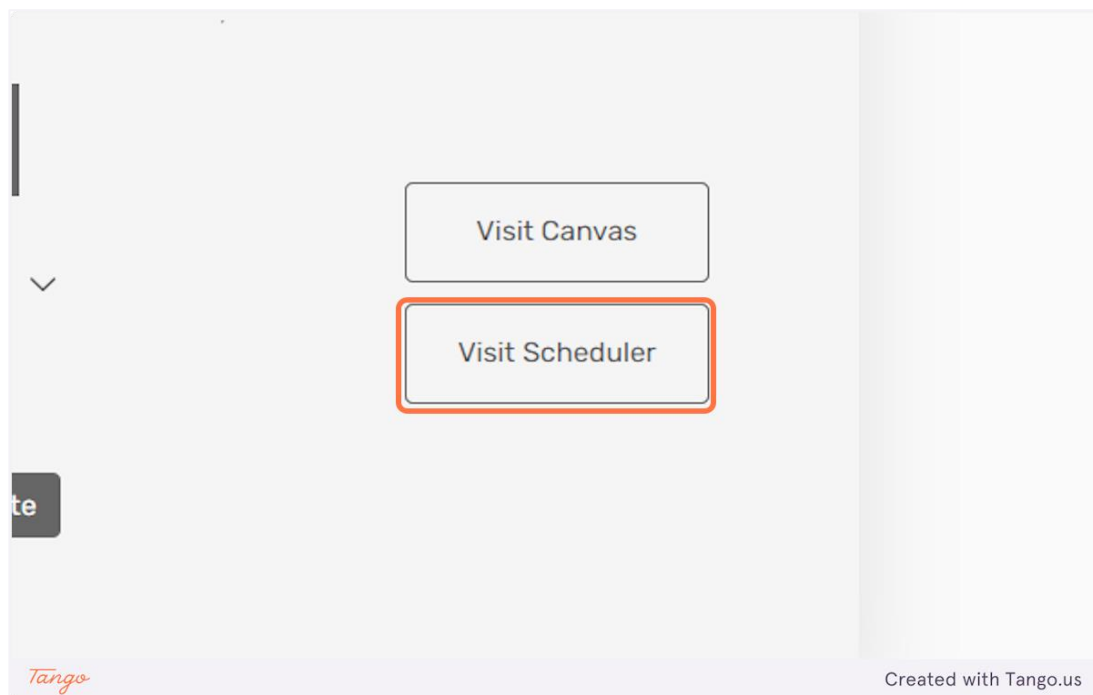 Visit Canvas
Visit Scheduler
te
Tango
Created with Tango.us